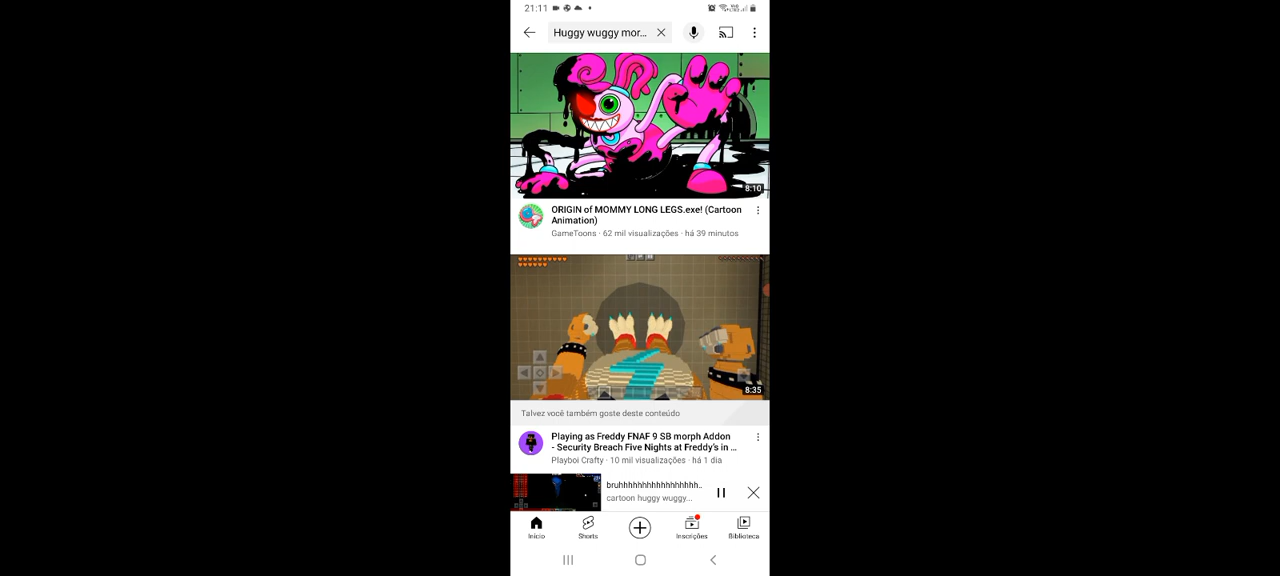 21:11
Huggy wuggy mor...
8:10
ORIGIN of MOMMY LONG LEGS.exe! (Cartoon
Animation)
GameToons · 62 mil visualizações · há 39 minutos
8:35
Talvez você também goste deste conteúdo
Playing as Freddy FNAF 9 SB morph Addon
- Security Breach Five Nights at Freddy's in ...
Playboi Crafty · 10 mil visualizações · há 1 dia
bruhhhhhhhhhhhhhhhhh..
cartoon huggy wuggy...
Início
Shorts
Inscrições
Biblioteca